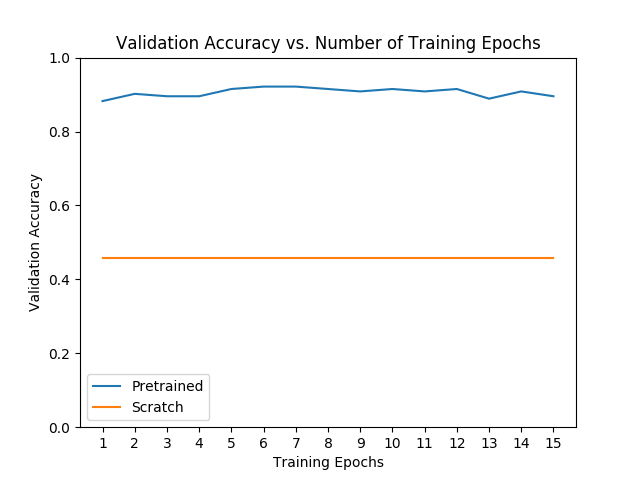 Validation Accuracy vs. Number of Training Epochs
1.0
0.8
0.6
0.4
0.2
0.0
Validation Accuracy
Pretrained
Scratch
1 2 3 4 5 6 7 8 9 10 11 12 13 14 15
Training Epochs